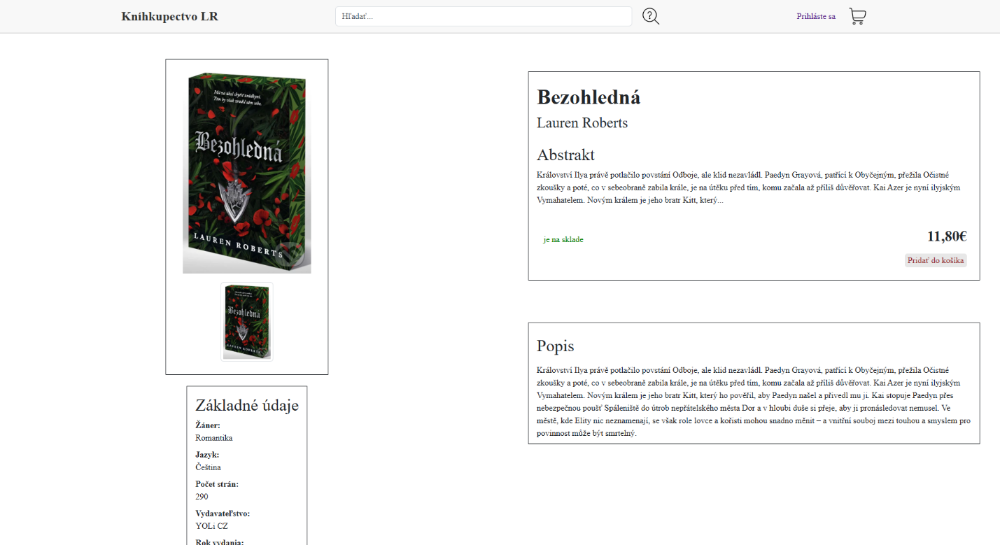 Kníhkupectvo LR
Hľadať...
Prihláste sa
Má za úkol chytit zrádkyni.
Tím by však zradil sám sebe.
Bezohledná
LAUREN ROBERTS
Bezohledná
LAUREN ROBERTS
Základné údaje
Žáner:
Romantika
Jazyk:
Čeština
Počet strán:
290
Vydavateľstvo:
YOLi CZ
Rok vydania:
Bezohledná
Lauren Roberts
Abstrakt
Království Ilya právě potlačilo povstání Odboje, ale klid nezavládl. Paedyn Grayová, patřící k Obyčejným, přežila Očistné
zkoušky a poté, co v sebeobraně zabila krále, je na útěku před tím, komu začala až příliš důvěřovat. Kai Azer je nyní ilyjským
Vymahatelem. Novým králem je jeho bratr Kitt, který...
je na sklade
11,80€
Pridať do košíka
Popis
Království Ilya právě potlačilo povstání Odboje, ale klid nezavládl. Paedyn Grayová, patřící k Obyčejným, přežila Očistné
zkoušky a poté, co v sebeobraně zabila krále, je na útěku před tím, komu začala až příliš důvěřovat. Kai Azer je nyní ilyjským
Vymahatelem. Novým králem je jeho bratr Kitt, který ho pověřil, aby Paedyn našel a přivedl mu ji. Kai stopuje Paedyn přes
nebezpečnou poušť Spáleniště do útrob nepřátelského města Dor a v hloubi duše si přeje, aby ji pronásledovat nemusel. Ve
městě, kde Elity nic neznamenají, se však role lovce a kořisti mohou snadno měnit – a vnitřní souboj mezi touhou a smyslem pro
povinnost může být smrtelný.